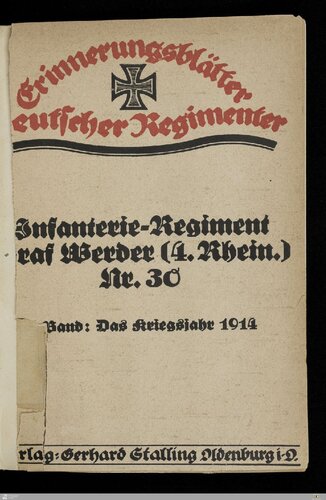 Erinnerungsblätter
eutscher Regimenter
Infanterie-Regiment
raf Werder (4. Rhein.)
Nr. 30
Band: Das Kriegsjahr 1914
rlag: Gerhard Stalling Oldenburg i. O.